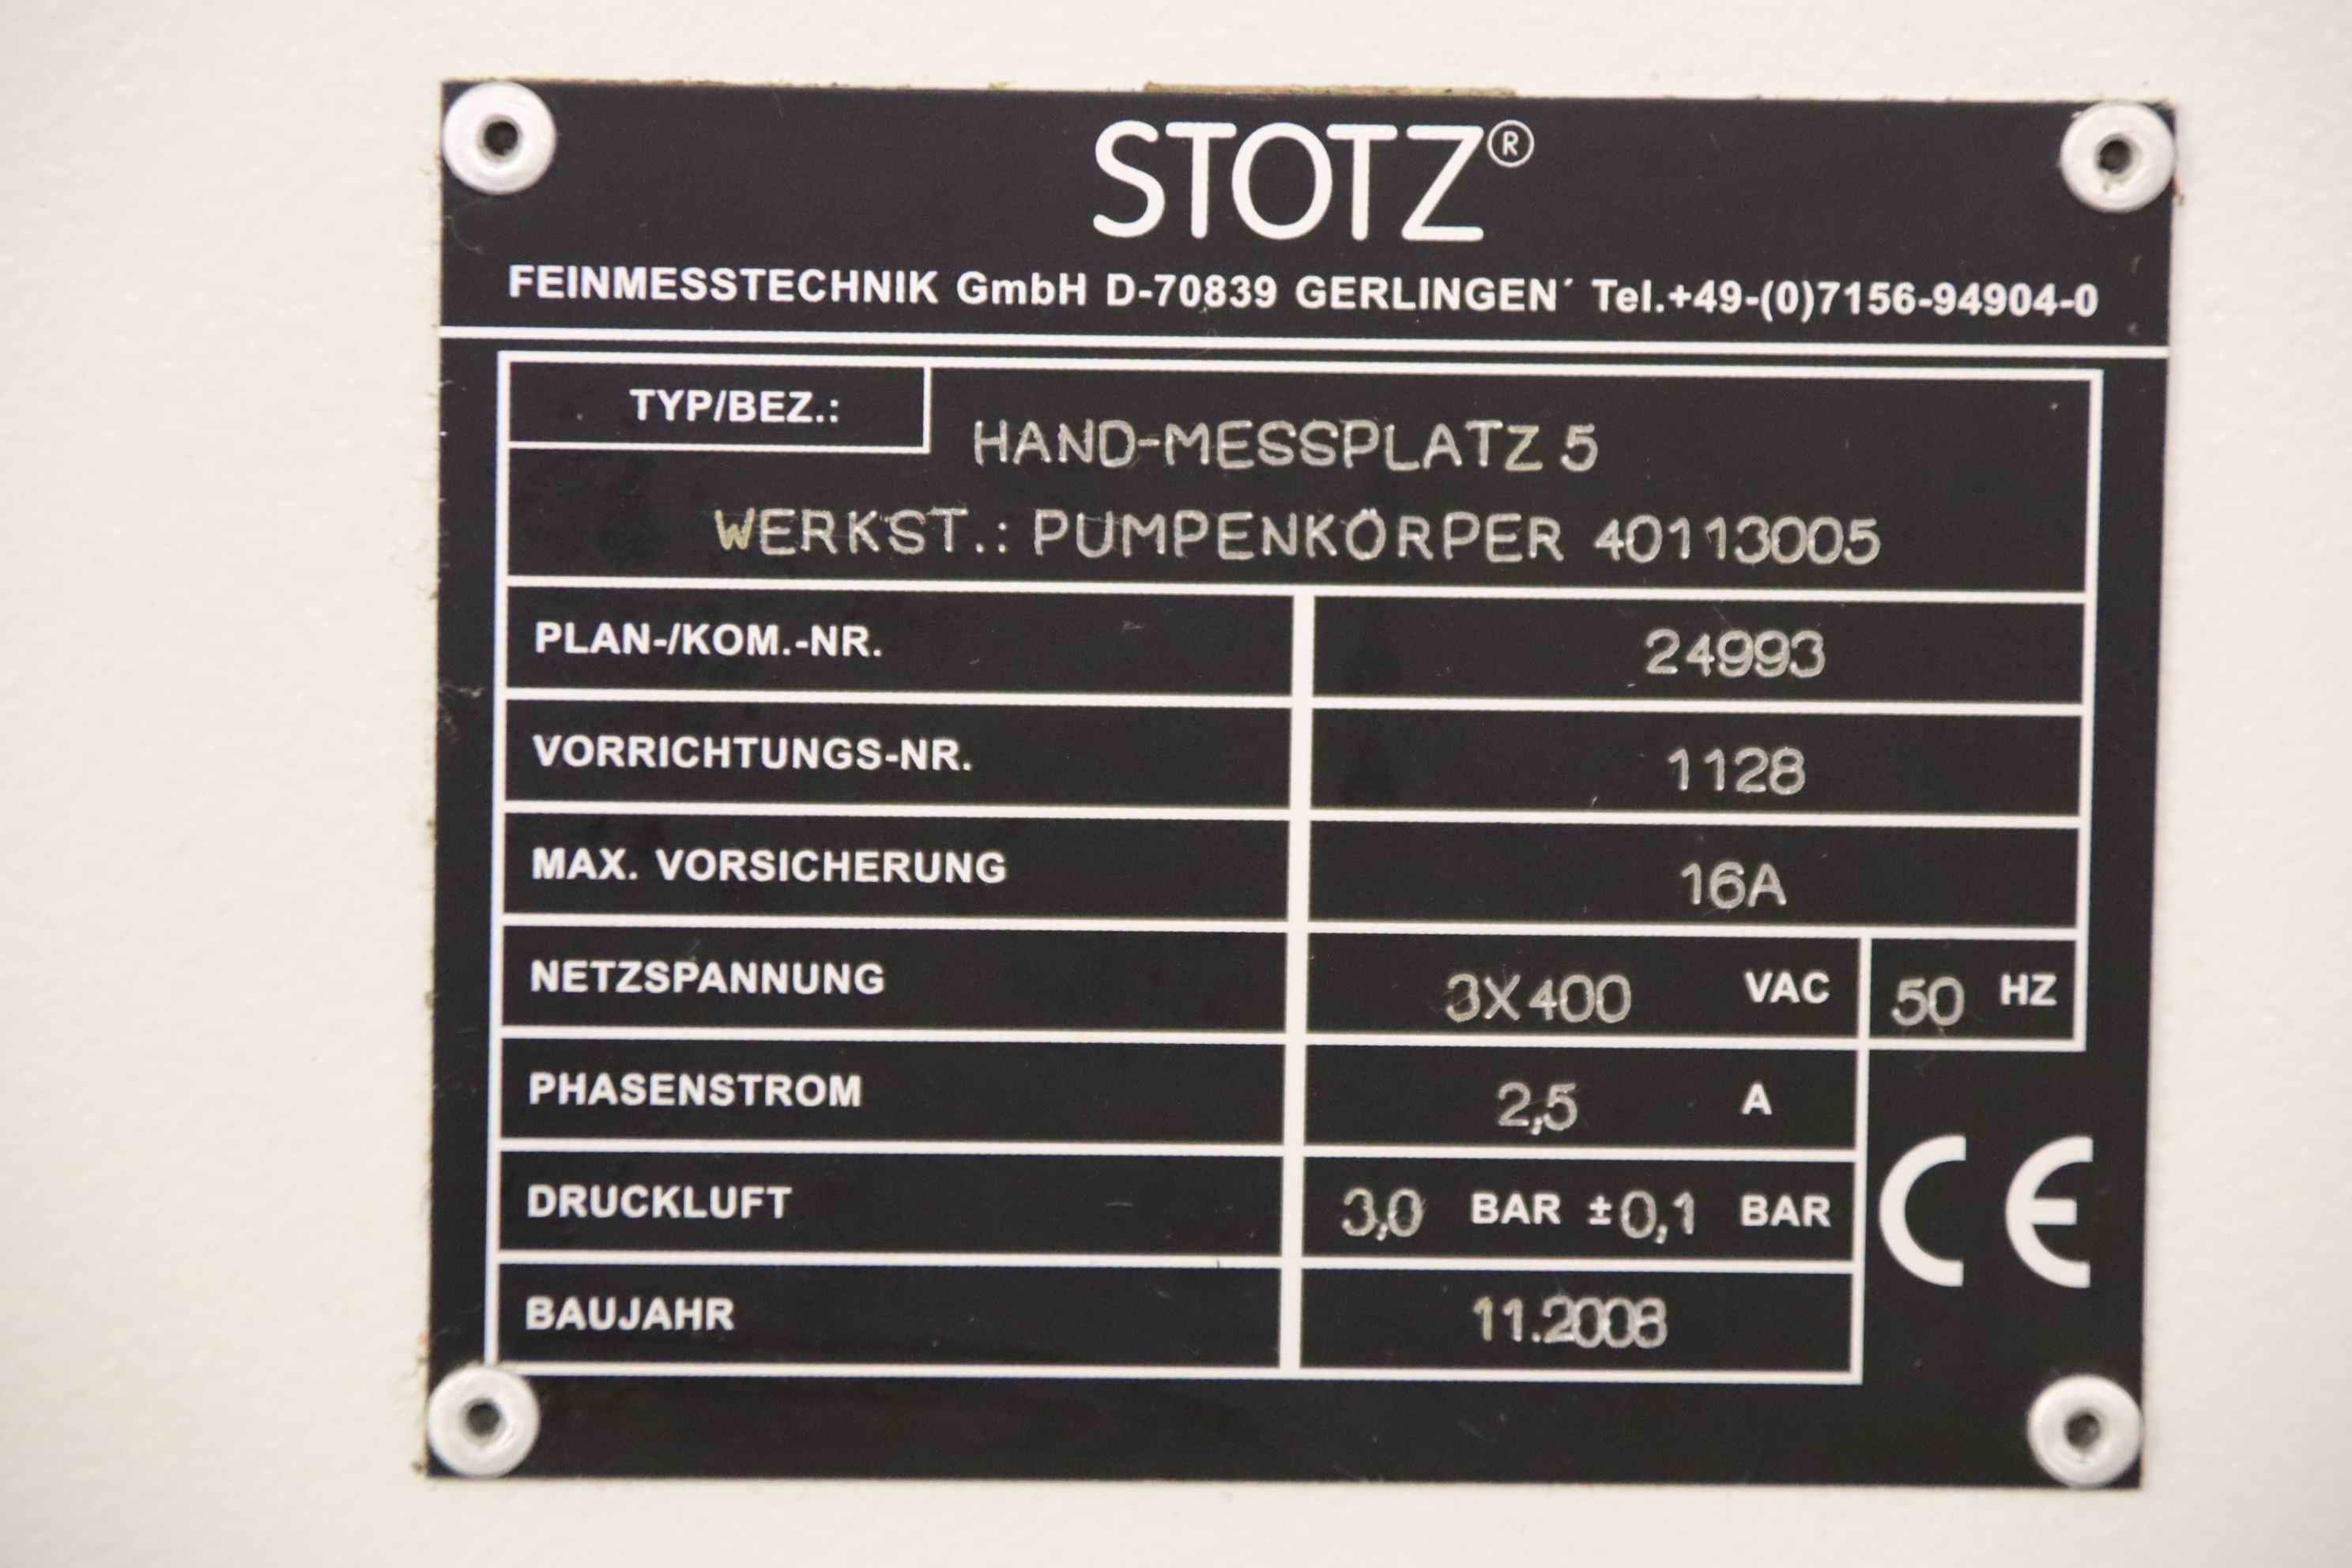 STOTZ®
FEINMESSTECHNIK GmbH D-70839 GERLINGEN´ Tel.+49-(0)7156-94904-0
TYP/BEZ.: HAND-MESSPLATZ 5
WERKST.: PUMPENKÖRPER 40113005
PLAN-/KOM.-NR. 24993
VORRICHTUNGS-NR. 1128
MAX. VORSICHERUNG 16A
NETZSPANNUNG 3X400 VAC 50 HZ
PHASENSTROM 2,5 A
DRUCKLUFT 3,0 BAR ±0,1 BAR
BAUJAHR 11.2008
CE